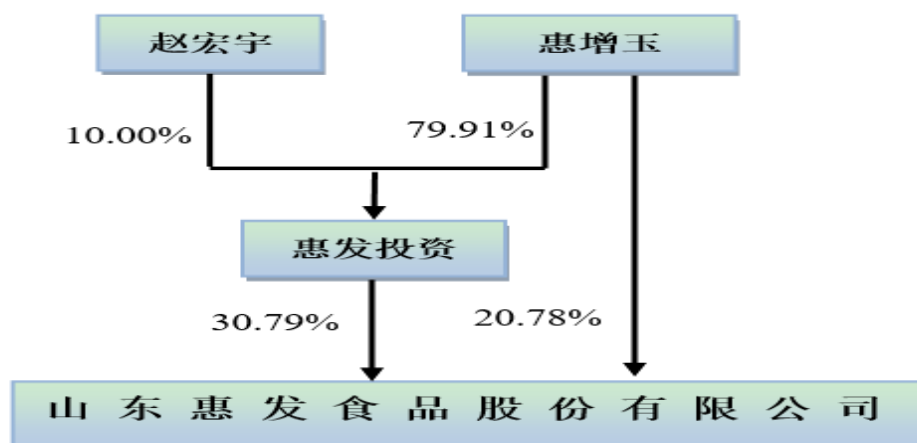 赵宏宇
惠增玉
10.00%
79.91%
惠发投资
30.79%
20.78%
山东惠发食品股份有限公司